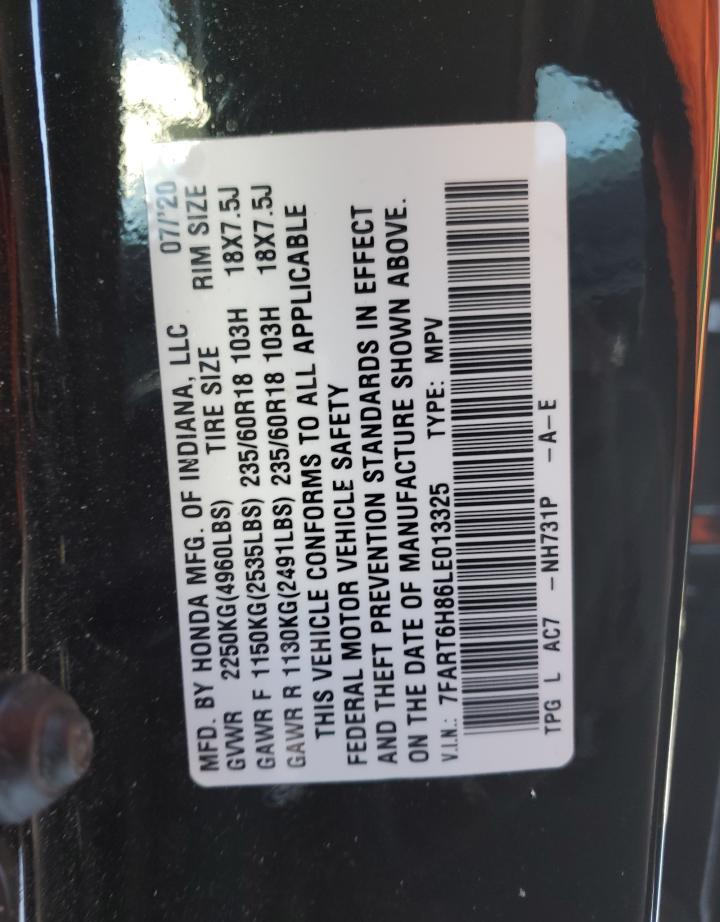 MFD. BY HONDA MFG. OF INDIANA, LLC 07/'20
GVWR 2250KG(4960LBS) TIRE SIZE RIM SIZE
GAWR F 1150KG(2535LBS) 235/60R18 103H 18X7.5J
GAWR R 1130KG(2491LBS) 235/60R18 103H 18X7.5J
THIS VEHICLE CONFORMS TO ALL APPLICABLE
FEDERAL MOTOR VEHICLE SAFETY
AND THEFT PREVENTION STANDARDS IN EFFECT
ON THE DATE OF MANUFACTURE SHOWN ABOVE.
V.I.N.: 7FART6H86LE013325 TYPE: MPV
TPG L AC7 -NH731P -A-E